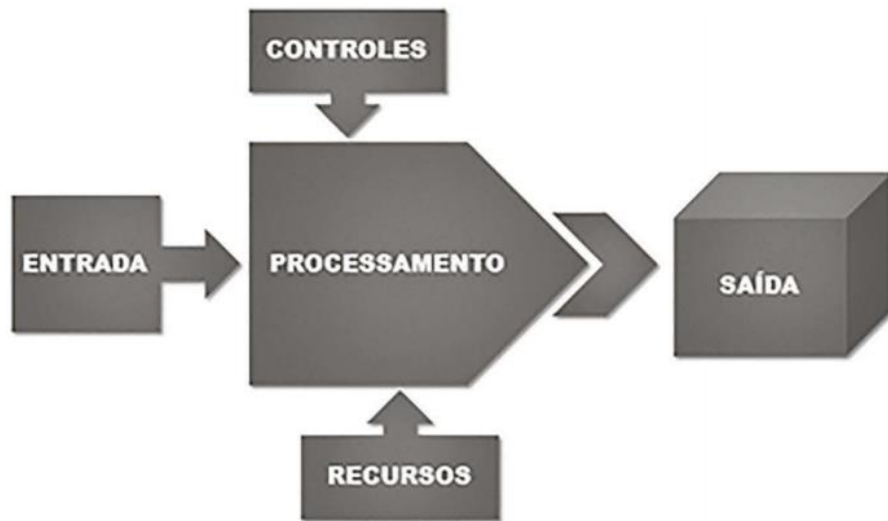 CONTROLES
ENTRADA
PROCESSAMENTO
SAÍDA
RECURSOS